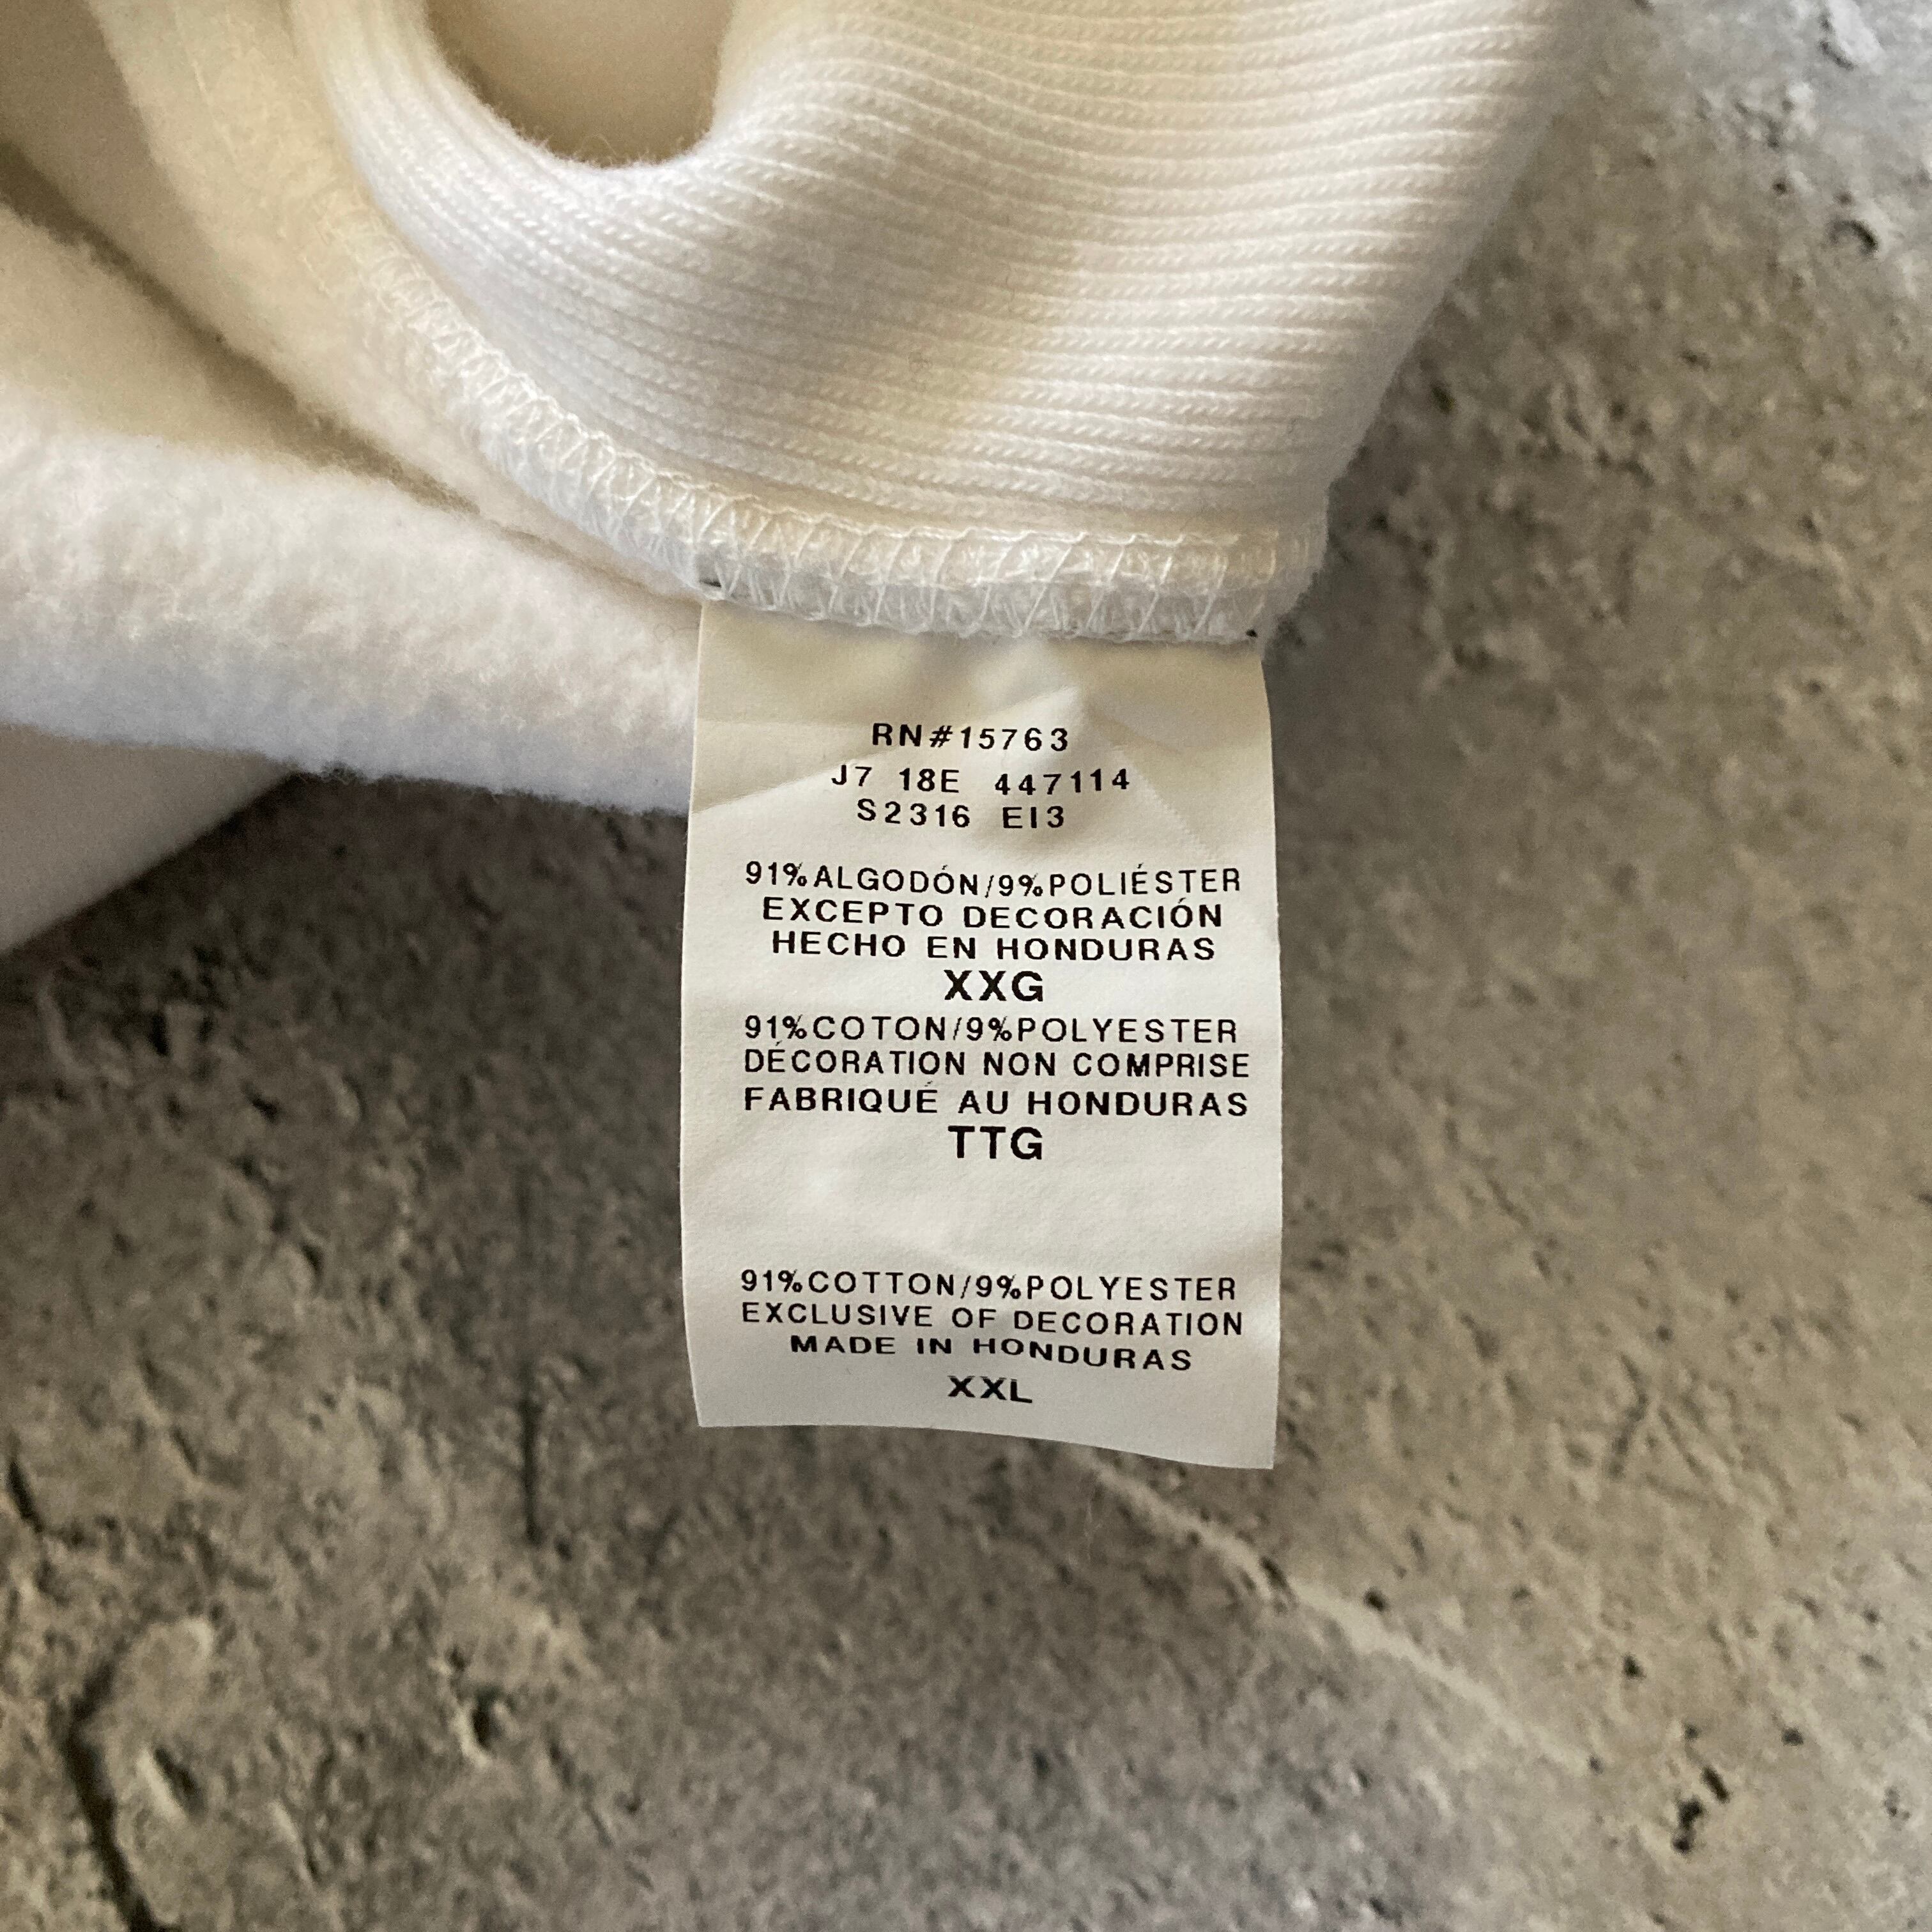 RN#15763
J7 18E 447114
S2316 EI3
91%ALGODÓN/9%POLIÉSTER
EXCEPTO DECORACIÓN
HECHO EN HONDURAS
XXG
91%COTON/9%POLYESTER
DÉCORATION NON COMPRISE
FABRIQUÉ AU HONDURAS
TTG
91%COTTON/9%POLYESTER
EXCLUSIVE OF DECORATION
MADE IN HONDURAS
XXL